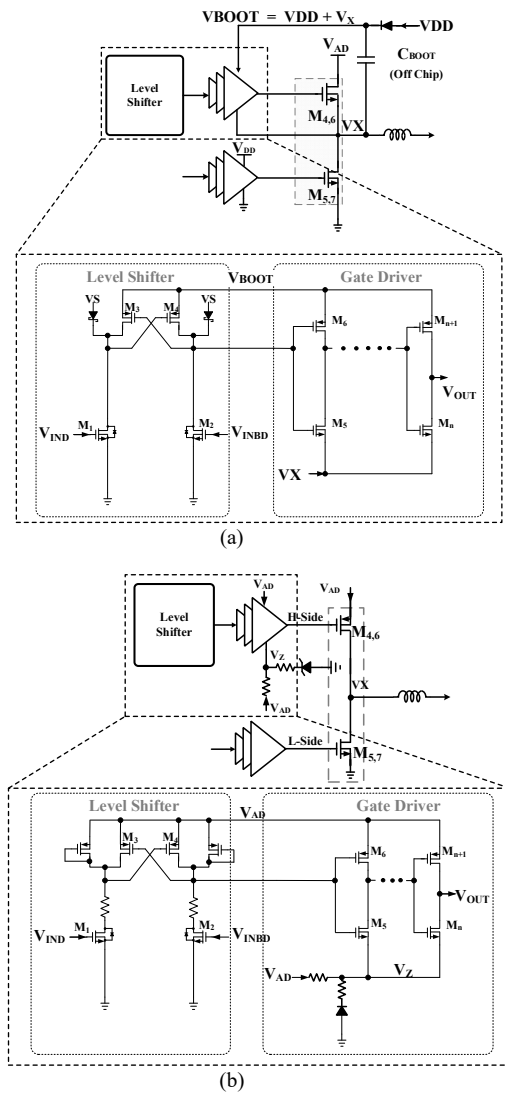 VBOOT = VDD + VX
VDD
VAD
CBOOT
(Off Chip)
Level
Shifter
M4,6
VX
VDD
M5,7
Level Shifter
VBOOT
Gate Driver
VS
M3
M4
VS
M6
Mn+1
VOUT
VIND
M1
M2
VINBD
M5
Mn
VX
(a)
VAD
VAD
Level
Shifter
H-Side
M4,6
VZ
VX
VAD
L-Side
M5,7
Level Shifter
VAD
Gate Driver
M3
M4
M6
Mn+1
VOUT
VIND
M1
M2
VINBD
M5
Mn
VAD
VZ
(b)